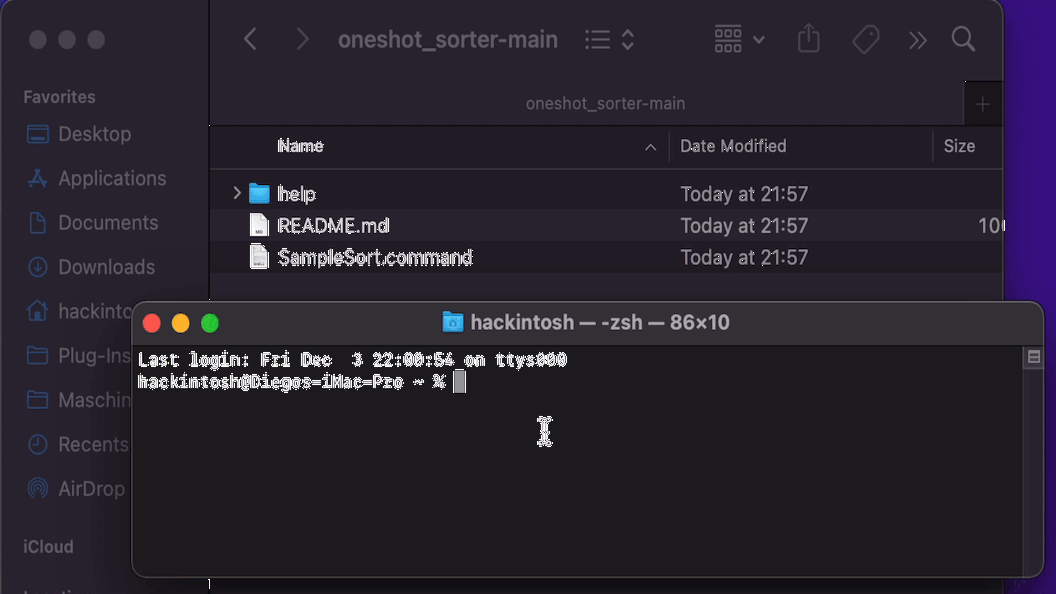 oneshot_sorter-main
Favorites
Desktop
Applications
Documents
Downloads
hackinto
Plug-Ins
Maschin
Recents
AirDrop
iCloud
oneshot_sorter-main
Name Date Modified Size
help Today at 21:57
README.md Today at 21:57 10
SampleSort.command Today at 21:57
hackintosh — -zsh — 86×10
Last login: Fri Dec  3 22:00:54 on ttys000
hackintosh@Diegos-iMac-Pro ~ %